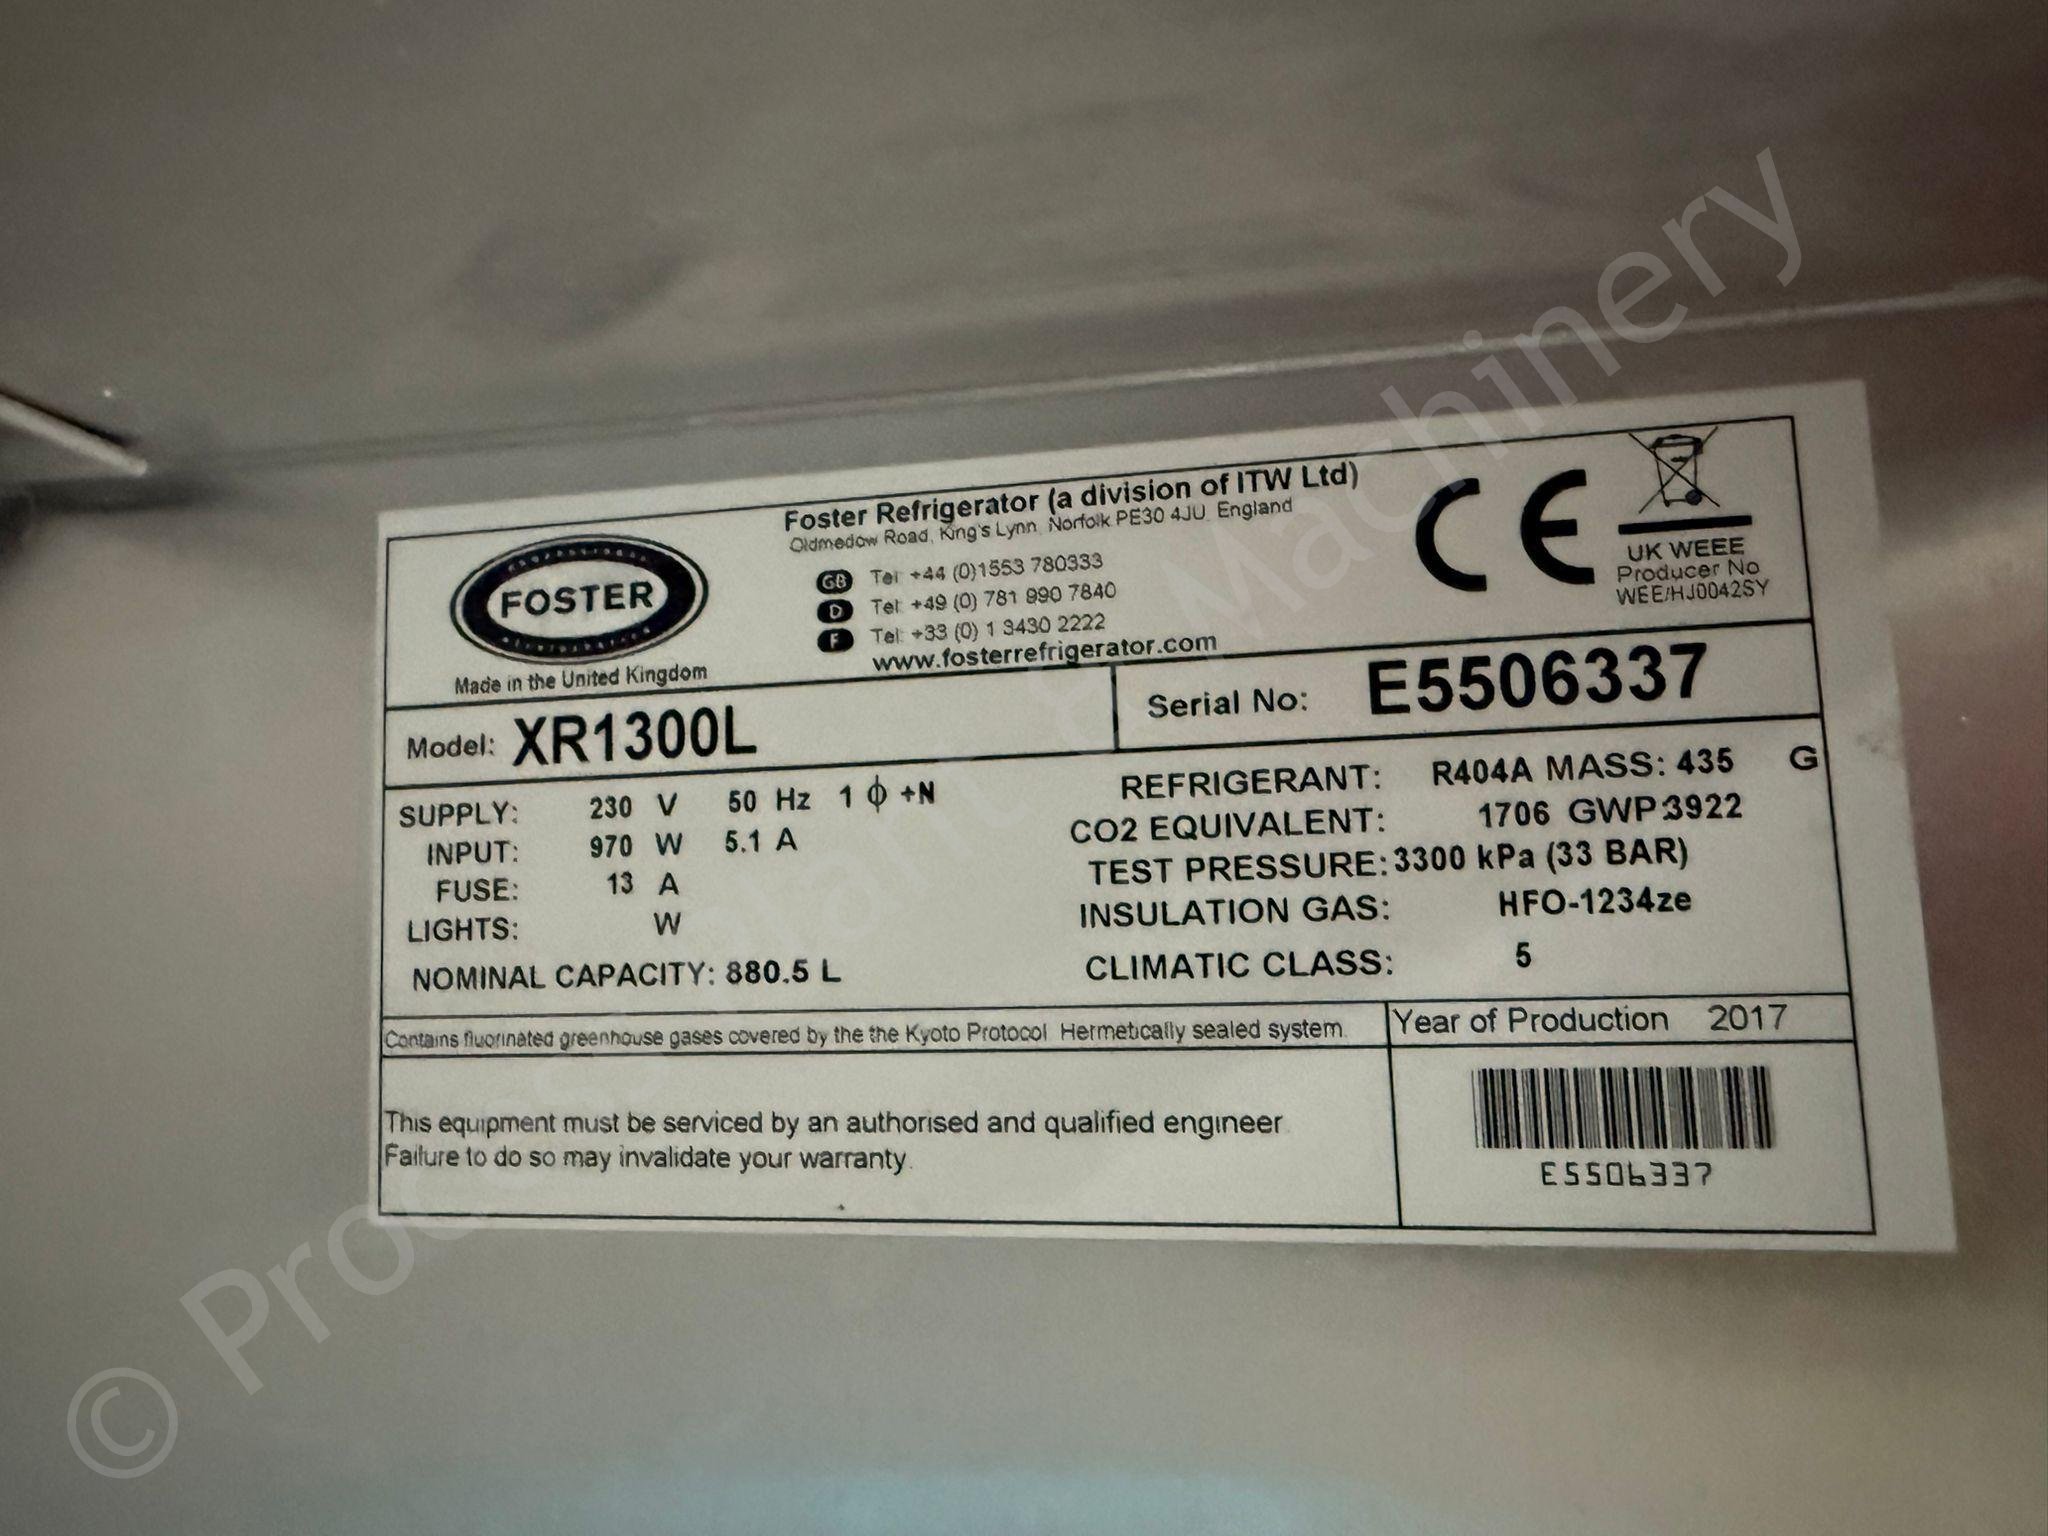 Foster Refrigerator (a division of ITW Ltd)
Oldmedow Road, King's Lynn, Norfolk PE30 4JU England
GB Tel +44 (0)1553 780333
D Tel: +49 (0) 781 990 7840
F Tel: +33 (0) 1 3430 2222
www.fosterrefrigerator.com
FOSTER
Made in the United Kingdom
CE
UK WEEE
Producer No
WEE/HJ0042SY
Model: XR1300L
Serial No: E5506337
SUPPLY: 230 V 50 Hz 1 ϕ +N
INPUT: 970 W 5.1 A
FUSE: 13 A
LIGHTS: W
NOMINAL CAPACITY: 880.5 L
REFRIGERANT: R404A MASS: 435 G
CO2 EQUIVALENT: 1706 GWP:3922
TEST PRESSURE: 3300 kPa (33 BAR)
INSULATION GAS: HFO-1234ze
CLIMATIC CLASS: 5
Contains fluorinated greenhouse gases covered by the the Kyoto Protocol Hermetically sealed system.
Year of Production 2017
This equipment must be serviced by an authorised and qualified engineer
Failure to do so may invalidate your warranty.
E5506337
© Process Plant & Machinery